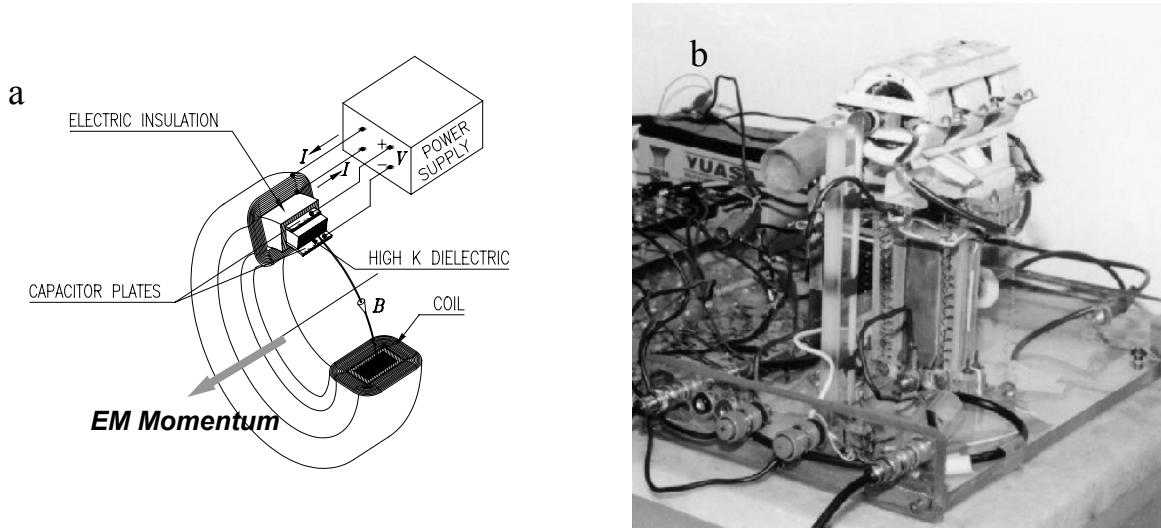 a
ELECTRIC INSULATION
I
I
+
−
V
POWER
SUPPLY
HIGH K DIELECTRIC
CAPACITOR PLATES
B
COIL
EM Momentum
b
YUAS